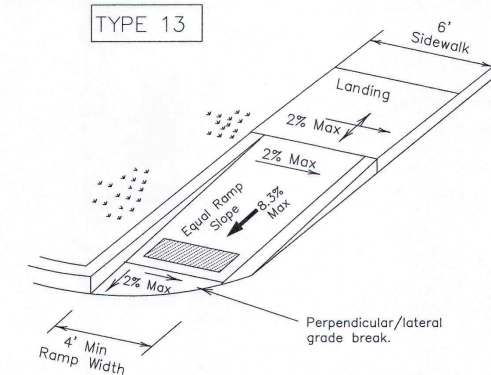 TYPE 13
6'
Sidewalk
Landing
2% Max
2% Max
Equal Ramp
Slope
8.3%
Max
2% Max
Perpendicular/lateral
grade break.
4' Min
Ramp Width